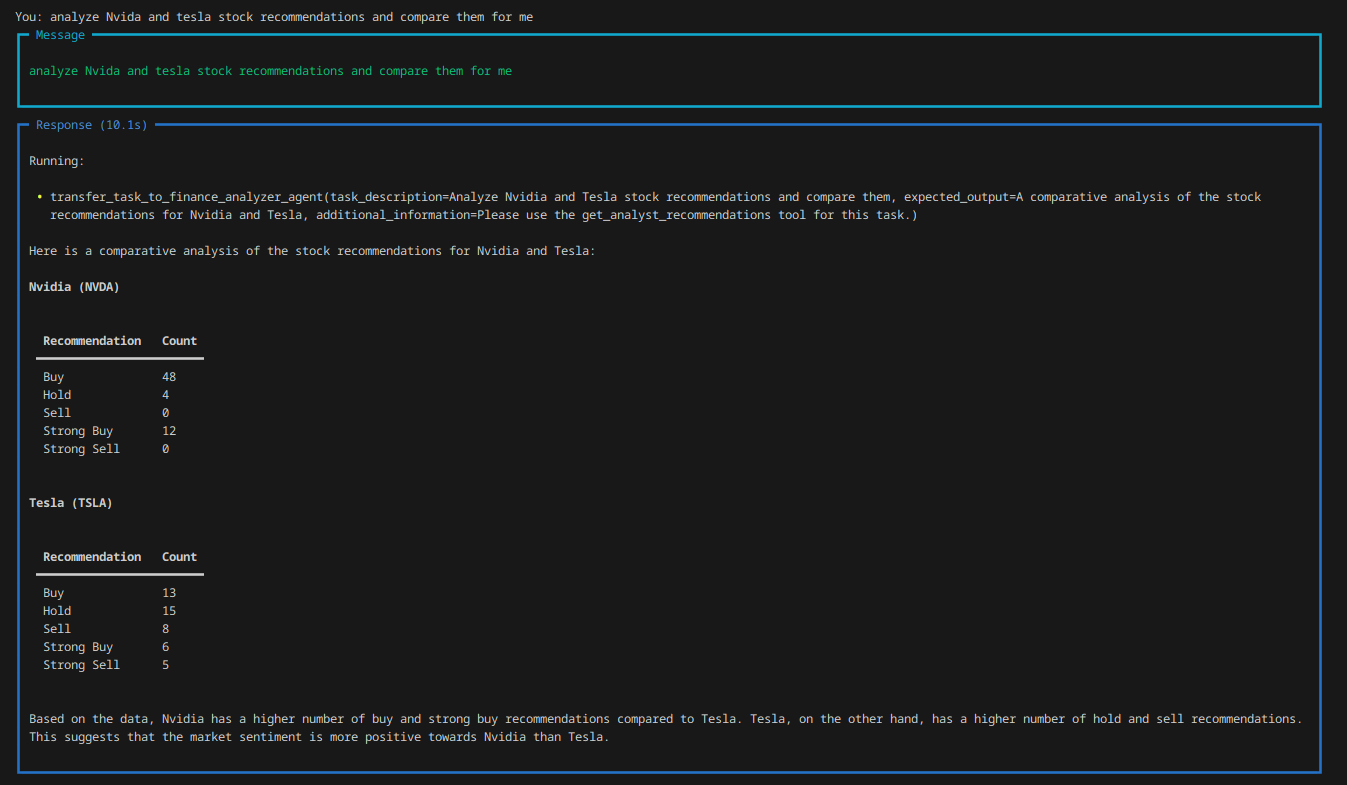 You: analyze Nvida and tesla stock recommendations and compare them for me
Message
analyze Nvida and tesla stock recommendations and compare them for me
Response (10.1s)
Running:
• transfer_task_to_finance_analyzer_agent(task_description=Analyze Nvidia and Tesla stock recommendations and compare them, expected_output=A comparative analysis of the stock
recommendations for Nvidia and Tesla, additional_information=Please use the get_analyst_recommendations tool for this task.)
Here is a comparative analysis of the stock recommendations for Nvidia and Tesla:
Nvidia (NVDA)
Recommendation Count
Buy 48
Hold 4
Sell 0
Strong Buy 12
Strong Sell 0
Tesla (TSLA)
Recommendation Count
Buy 13
Hold 15
Sell 8
Strong Buy 6
Strong Sell 5
Based on the data, Nvidia has a higher number of buy and strong buy recommendations compared to Tesla. Tesla, on the other hand, has a higher number of hold and sell recommendations.
This suggests that the market sentiment is more positive towards Nvidia than Tesla.